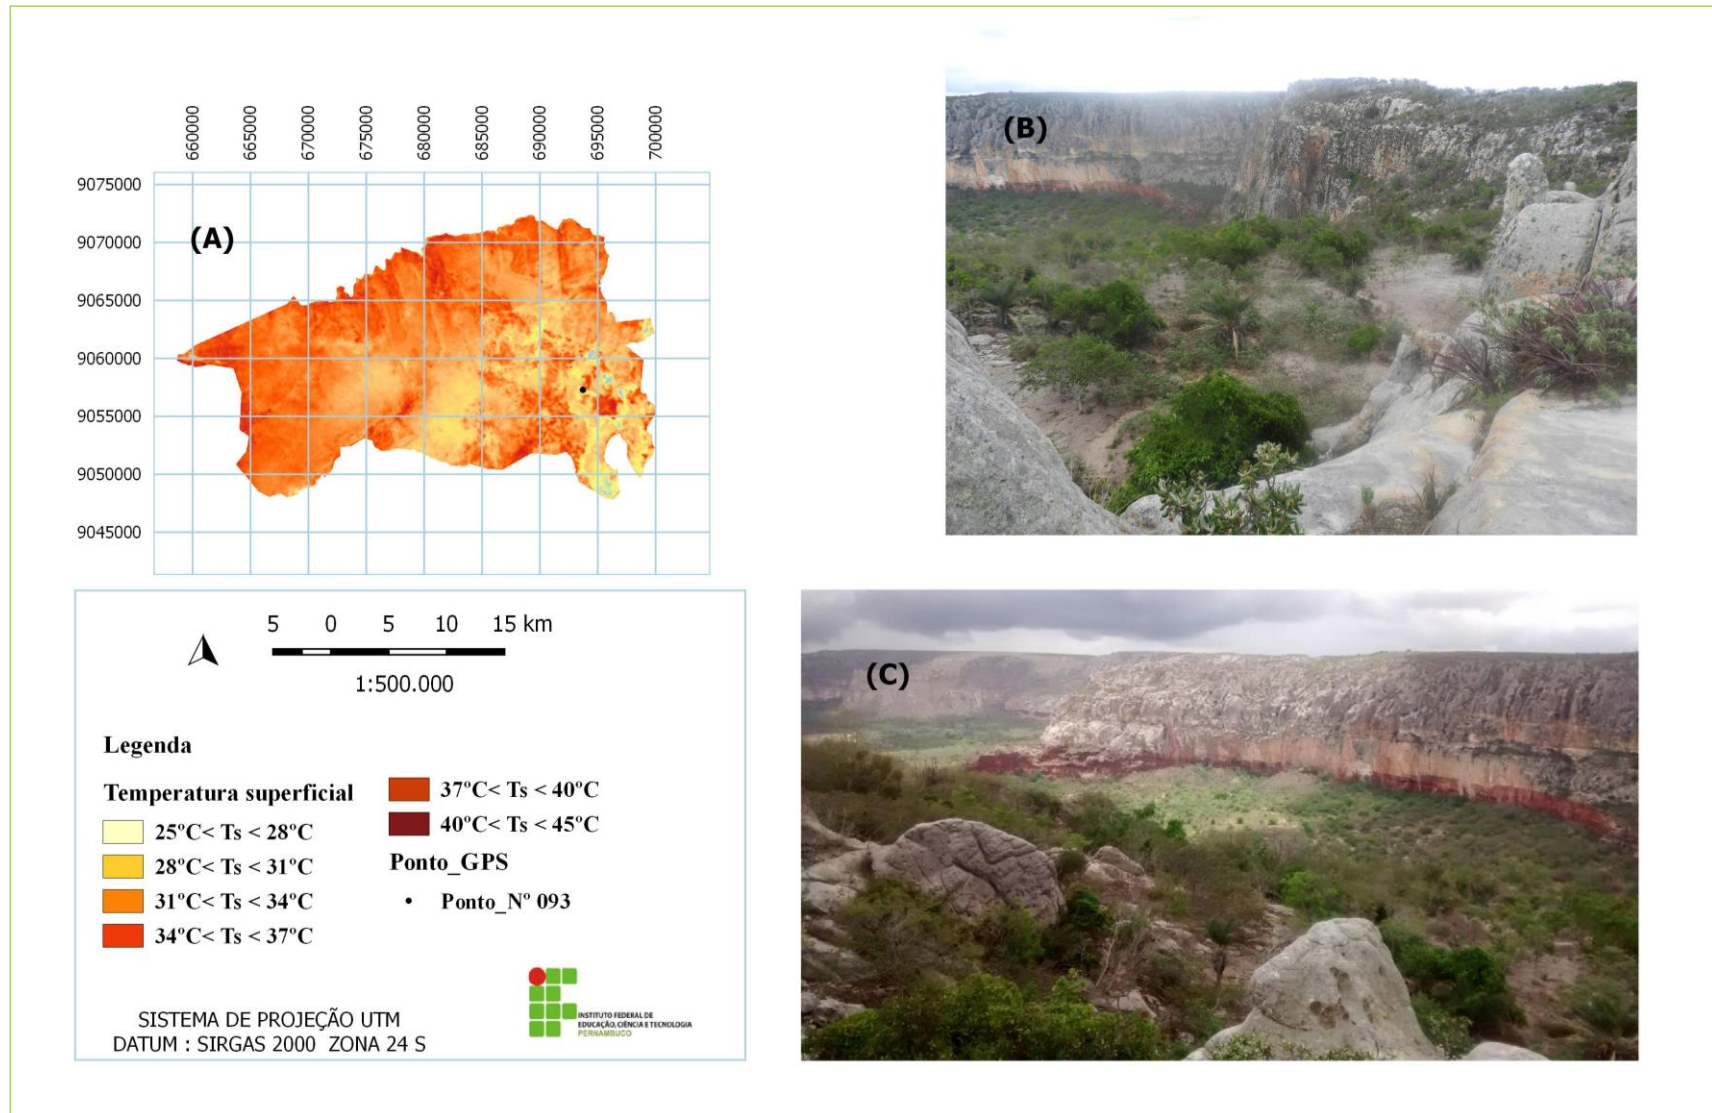 660000
665000
670000
675000
680000
685000
690000
695000
700000
9075000
9070000
9065000
9060000
9055000
9050000
9045000
(A)
(B)
5 0 5 10 15 km
1:500.000
Legenda
Temperatura superficial
25ºC< Ts < 28ºC
28ºC< Ts < 31ºC
31ºC< Ts < 34ºC
34ºC< Ts < 37ºC
37ºC< Ts < 40ºC
40ºC< Ts < 45ºC
Ponto_GPS
Ponto_Nº 093
SISTEMA DE PROJEÇÃO UTM
DATUM : SIRGAS 2000 ZONA 24 S
INSTITUTO FEDERAL DE
EDUCAÇÃO, CIÊNCIA E TECNOLOGIA
PERNAMBUCO
(C)